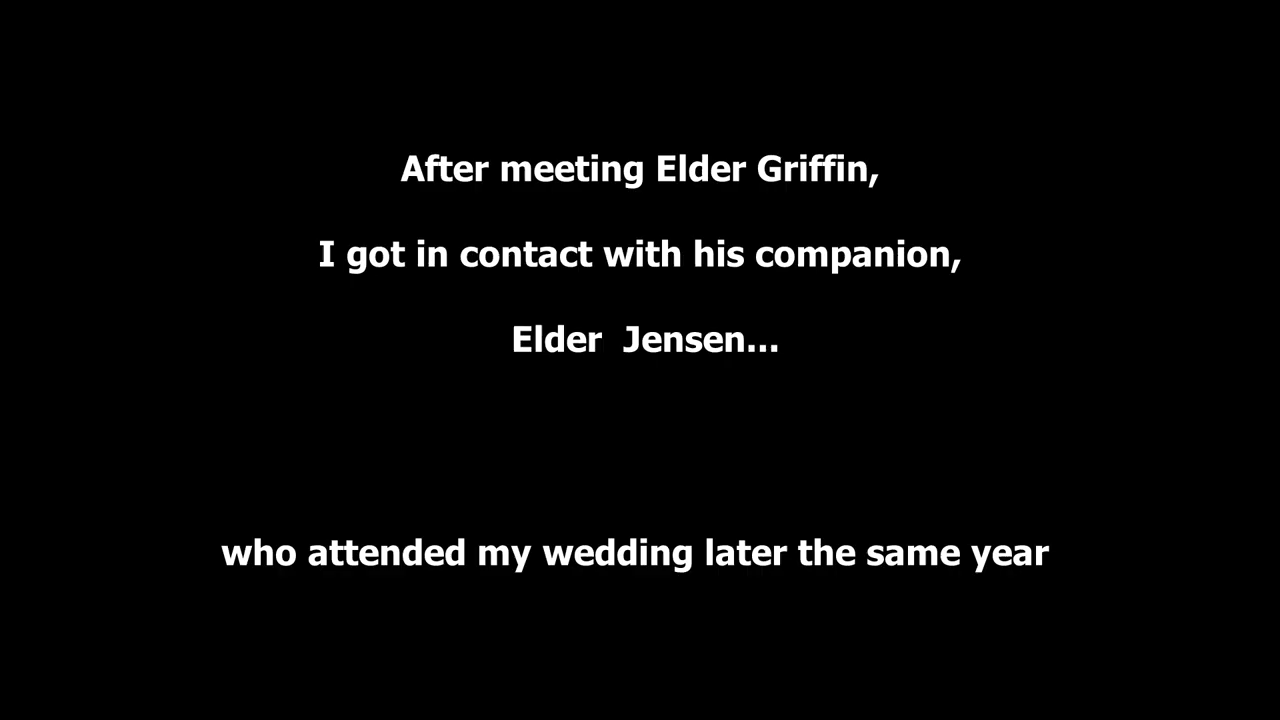 After meeting Elder Griffin,
I got in contact with his companion,
Elder  Jensen...
who attended my wedding later the same year